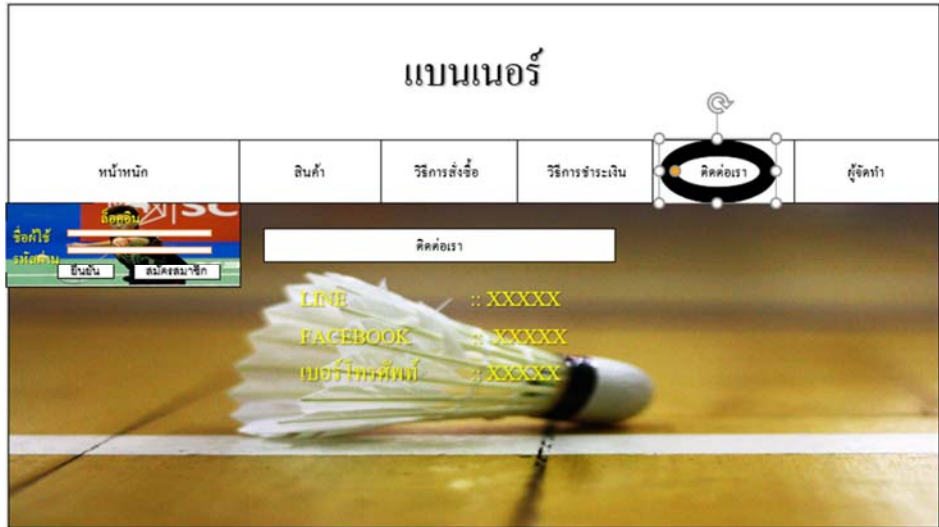 แบนเนอร์
หน้าหนัก สินค้า วิธีการสั่งซื้อ วิธีการชำระเงิน ติดต่อเรา ผู้จัดทำ
ล็อคอิน
ชื่อผู้ใช้
รหัสผ่าน
ยืนยัน สมัครสมาชิก
ติดต่อเรา
LINE :: XXXXX
FACEBOOK :: XXXXX
เบอร์โทรศัพท์ :: XXXXX